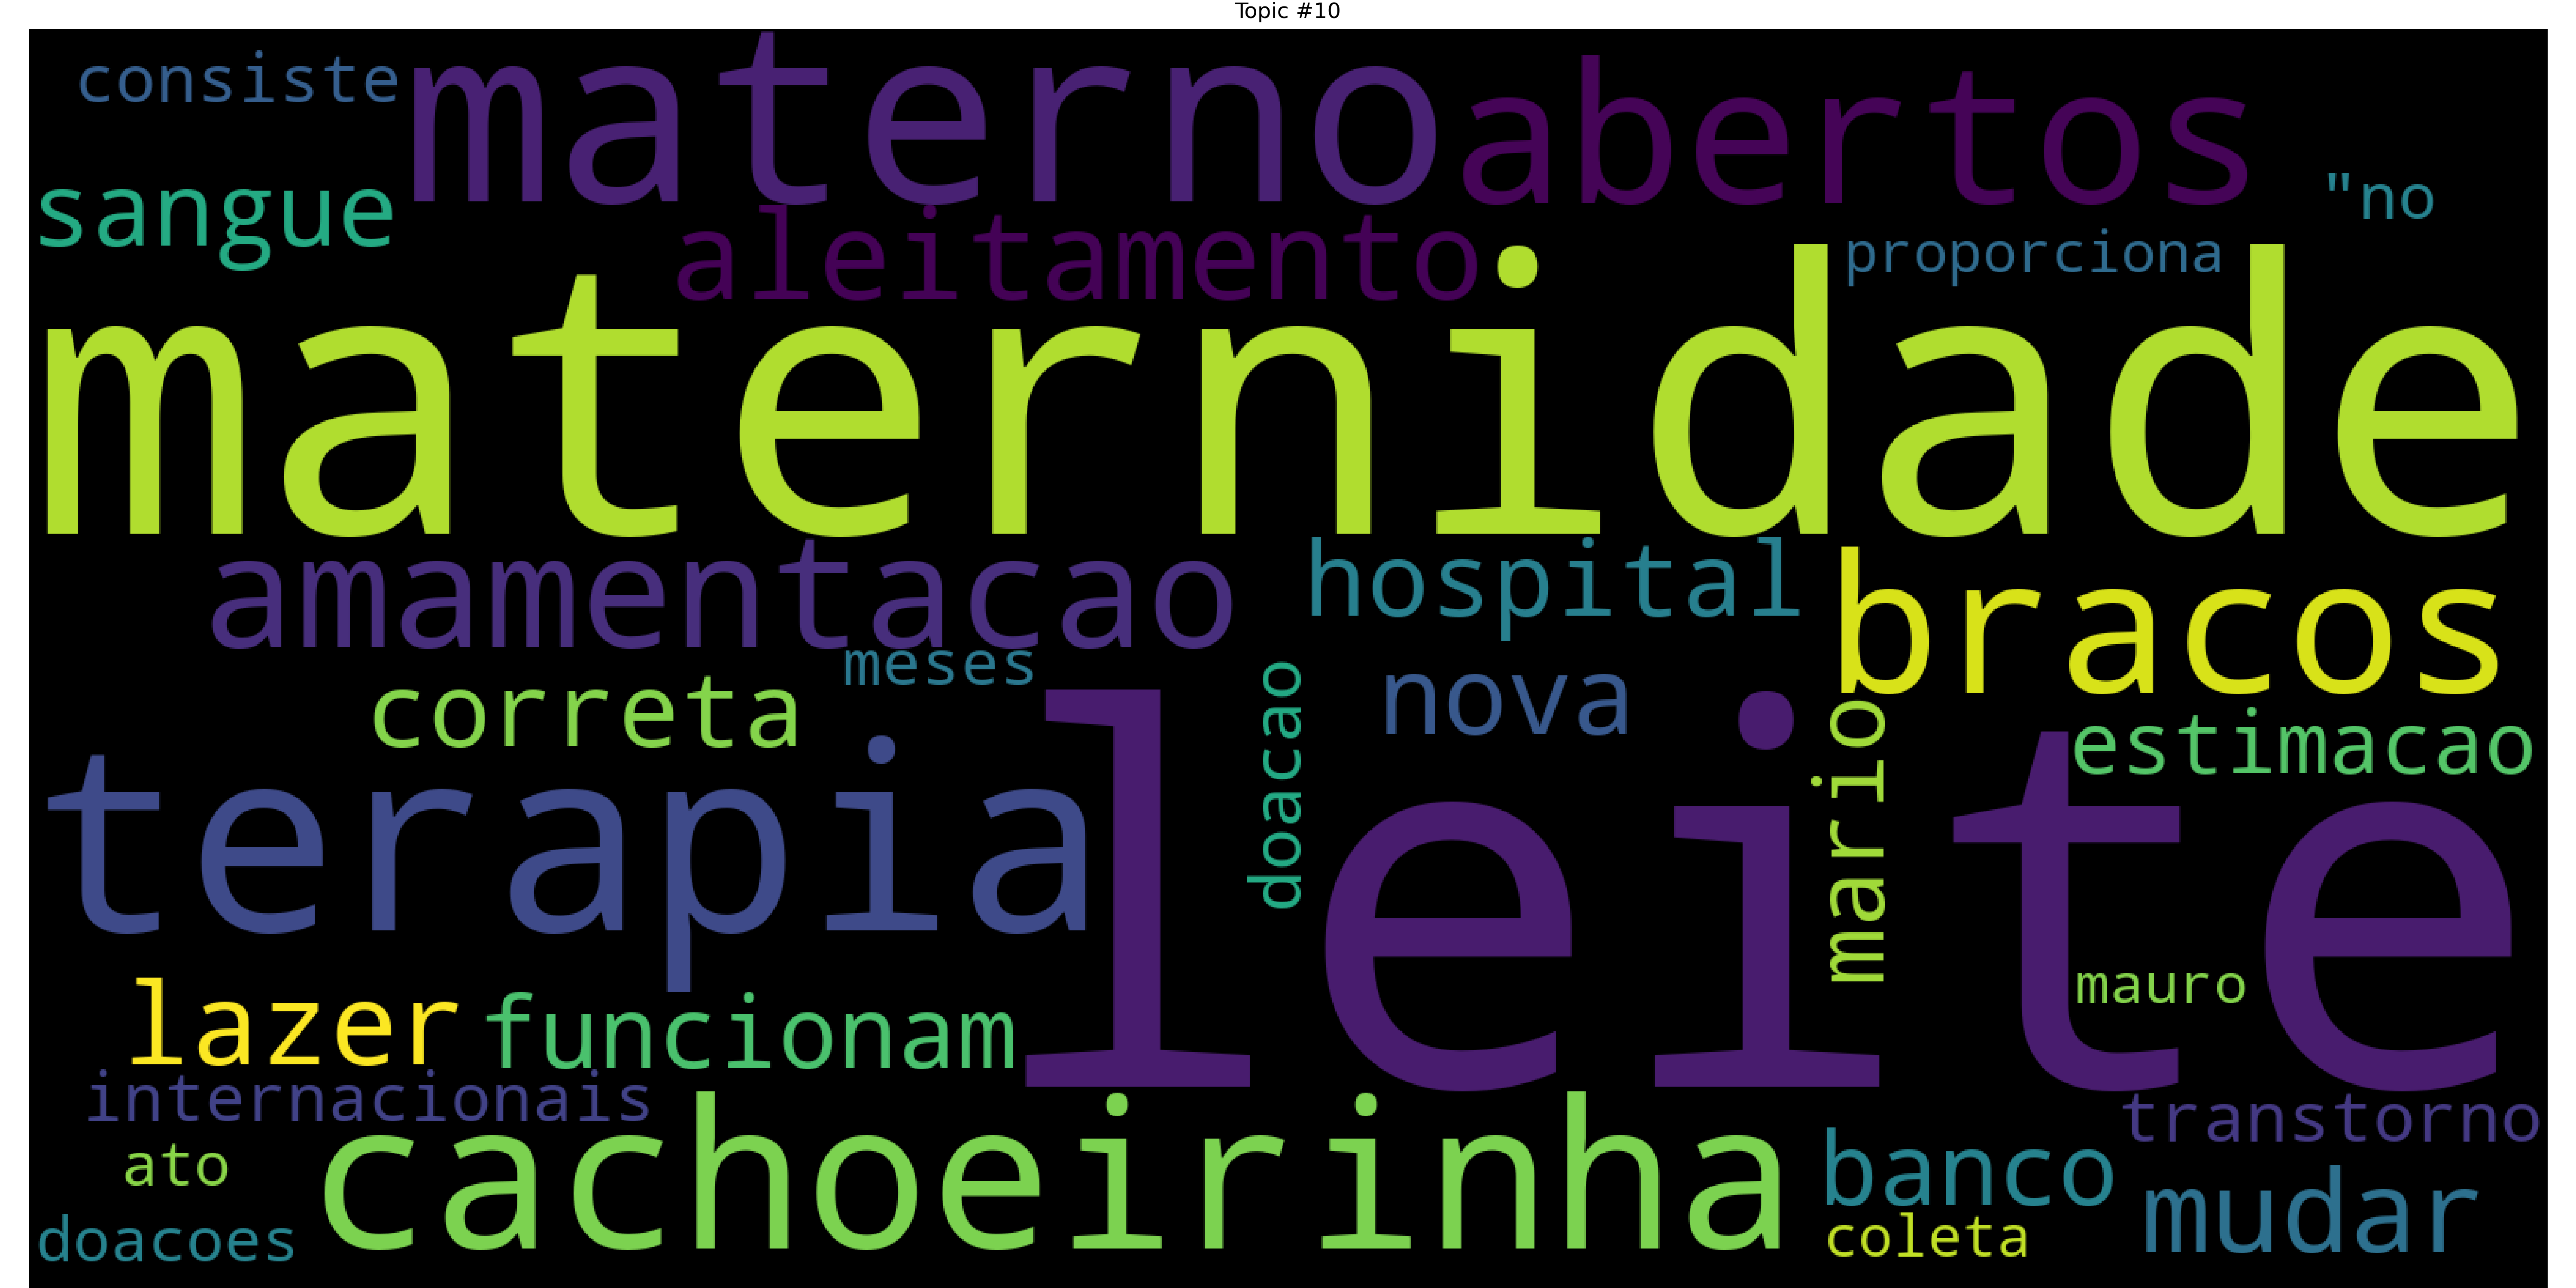 Topic #10
consiste
materno
abertos
sangue
"no
aleitamento
proporciona
maternidade
amamentacao
hospital
bracos
meses
correta
doacao
nova
mario
estimacao
terapia
leite
mauro
lazer
funcionam
internacionais
cachoeirinha
transtorno
ato
banco
mudar
doacoes
coleta